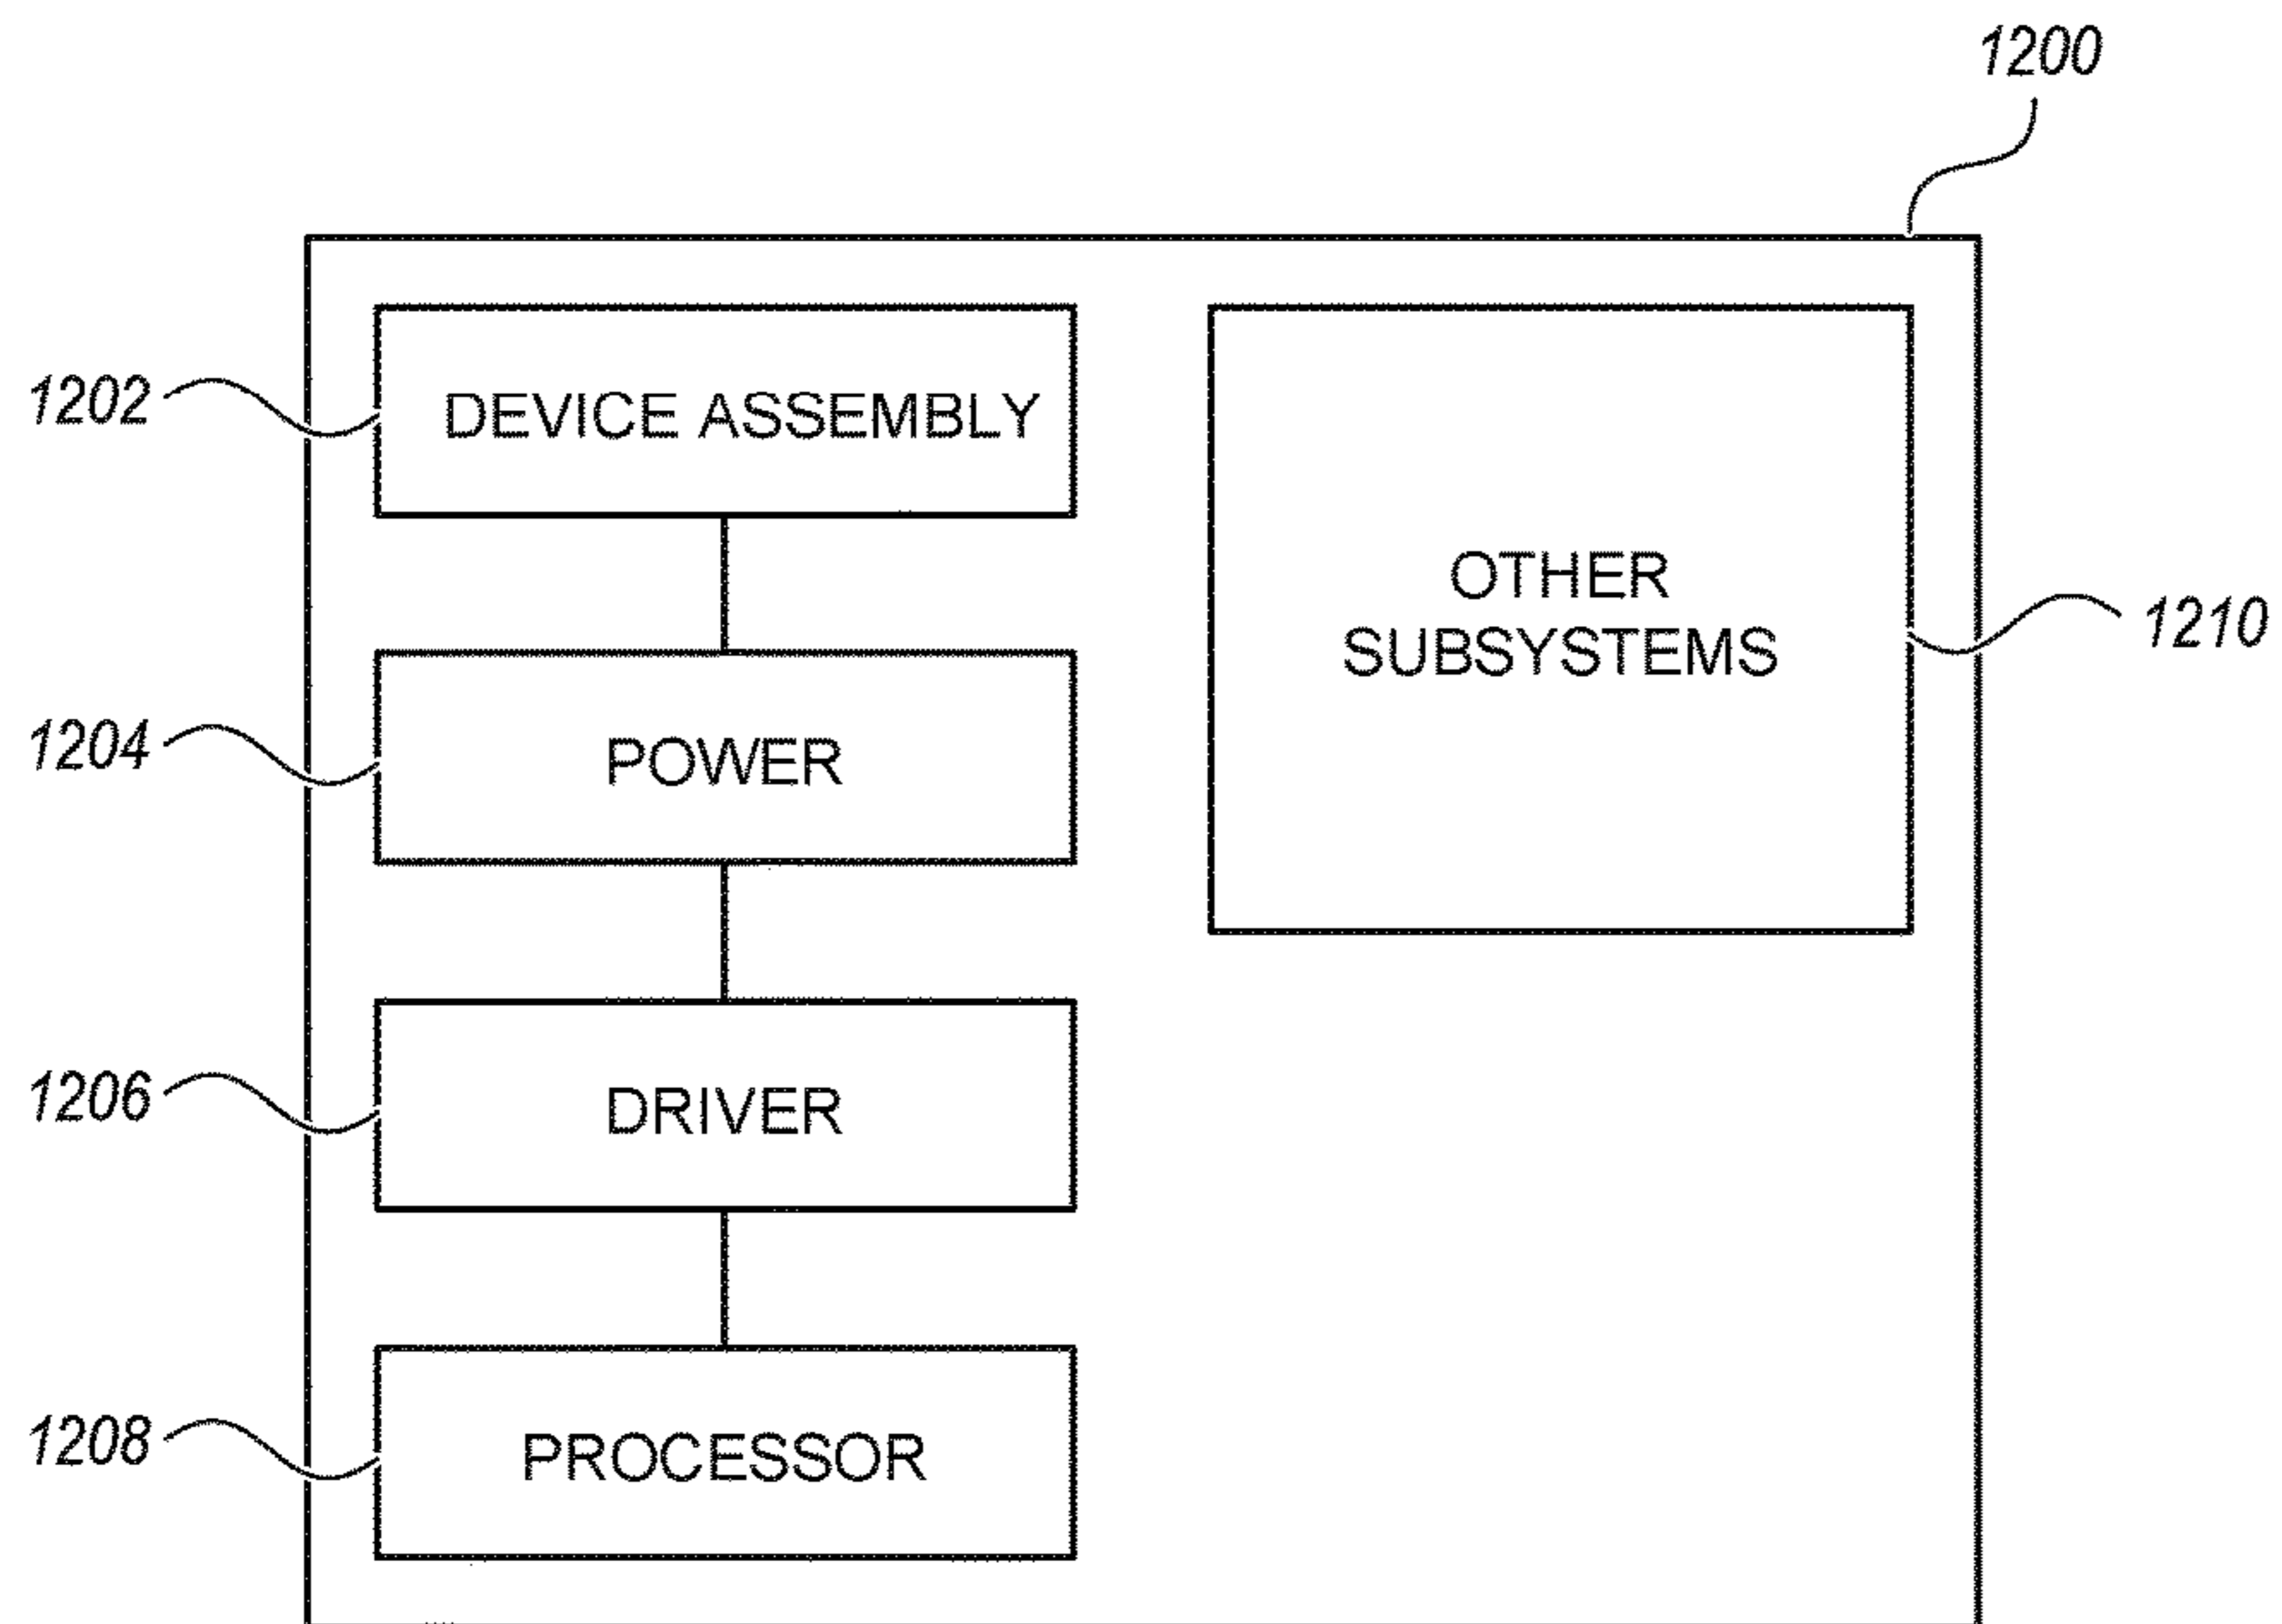 1200
1202
DEVICE ASSEMBLY
OTHER
SUBSYSTEMS
1210
1204
POWER
1206
DRIVER
1208
PROCESSOR